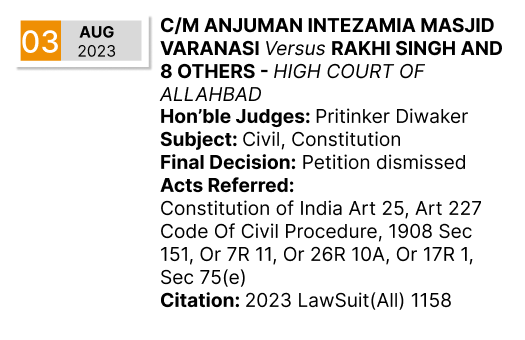 03
AUG
2023
C/M ANJUMAN INTEZAMIA MASJID
VARANASI Versus RAKHI SINGH AND
8 OTHERS - HIGH COURT OF
ALLAHBAD
Hon’ble Judges: Pritinker Diwaker
Subject: Civil, Constitution
Final Decision: Petition dismissed
Acts Referred:
Constitution of India Art 25, Art 227
Code Of Civil Procedure, 1908 Sec
151, Or 7R 11, Or 26R 10A, Or 17R 1,
Sec 75(e)
Citation: 2023 LawSuit(All) 1158